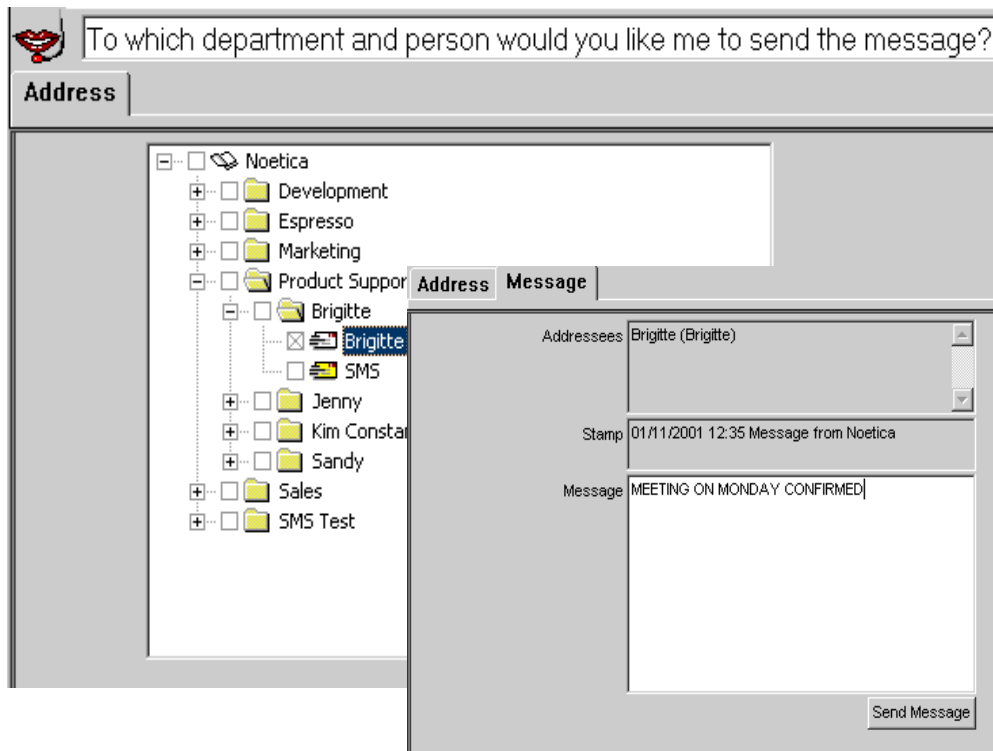 To which department and person would you like me to send the message?
Address
Noetica
Development
Espresso
Marketing
Product Suppor
Brigitte
Brigitte
SMS
Jenny
Kim Constar
Sandy
Sales
SMS Test
Address Message
Addressees Brigitte (Brigitte)
Stamp 01/11/2001 12:35 Message from Noetica
Message MEETING ON MONDAY CONFIRMED
Send Message